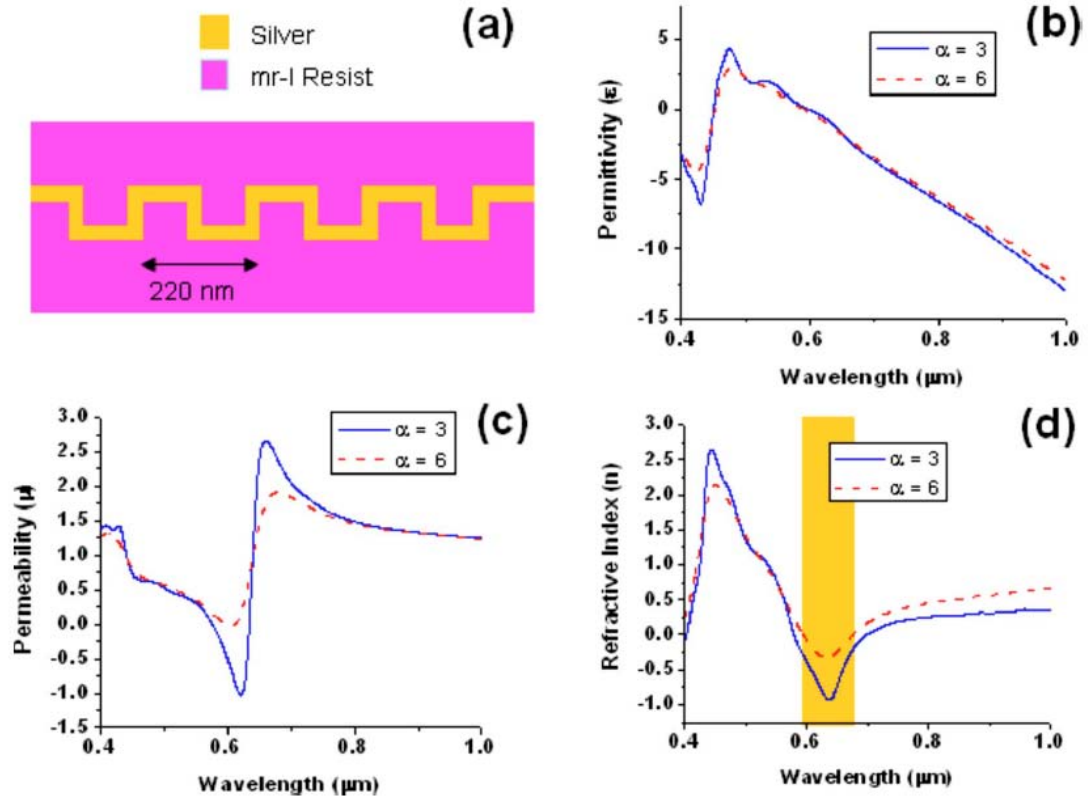 (a)
Silver
mr-I Resist
220 nm
(b)
α = 3
α = 6
5
0
-5
-10
-15
0.4
0.6
0.8
1.0
Permittivity (ε)
Wavelength (μm)
(c)
α = 3
α = 6
3.0
2.5
2.0
1.5
1.0
0.5
0.0
-0.5
-1.0
-1.5
0.4
0.6
0.8
1.0
Permeability (μ)
Wavelength (μm)
(d)
α = 3
α = 6
3.0
2.5
2.0
1.5
1.0
0.5
0.0
-0.5
-1.0
0.4
0.6
0.8
1.0
Refractive Index (n)
Wavelength (μm)